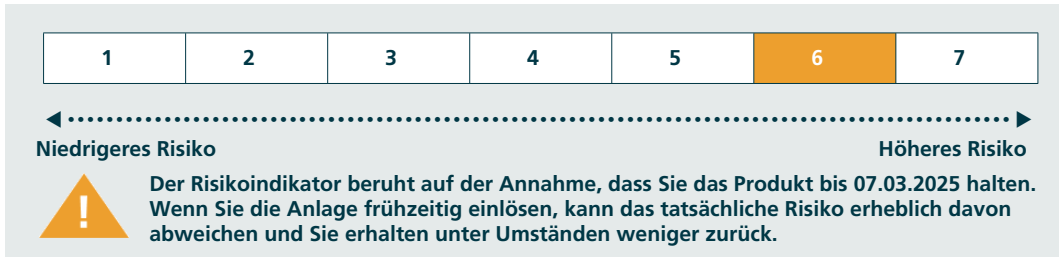 1 2 3 4 5 6 7
Niedrigeres Risiko Höheres Risiko
Der Risikoindikator beruht auf der Annahme, dass Sie das Produkt bis 07.03.2025 halten.
Wenn Sie die Anlage frühzeitig einlösen, kann das tatsächliche Risiko erheblich davon
abweichen und Sie erhalten unter Umständen weniger zurück.